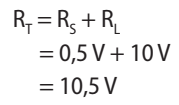 R_T = R_S + R_L
= 0,5 V + 10 V
= 10,5 V